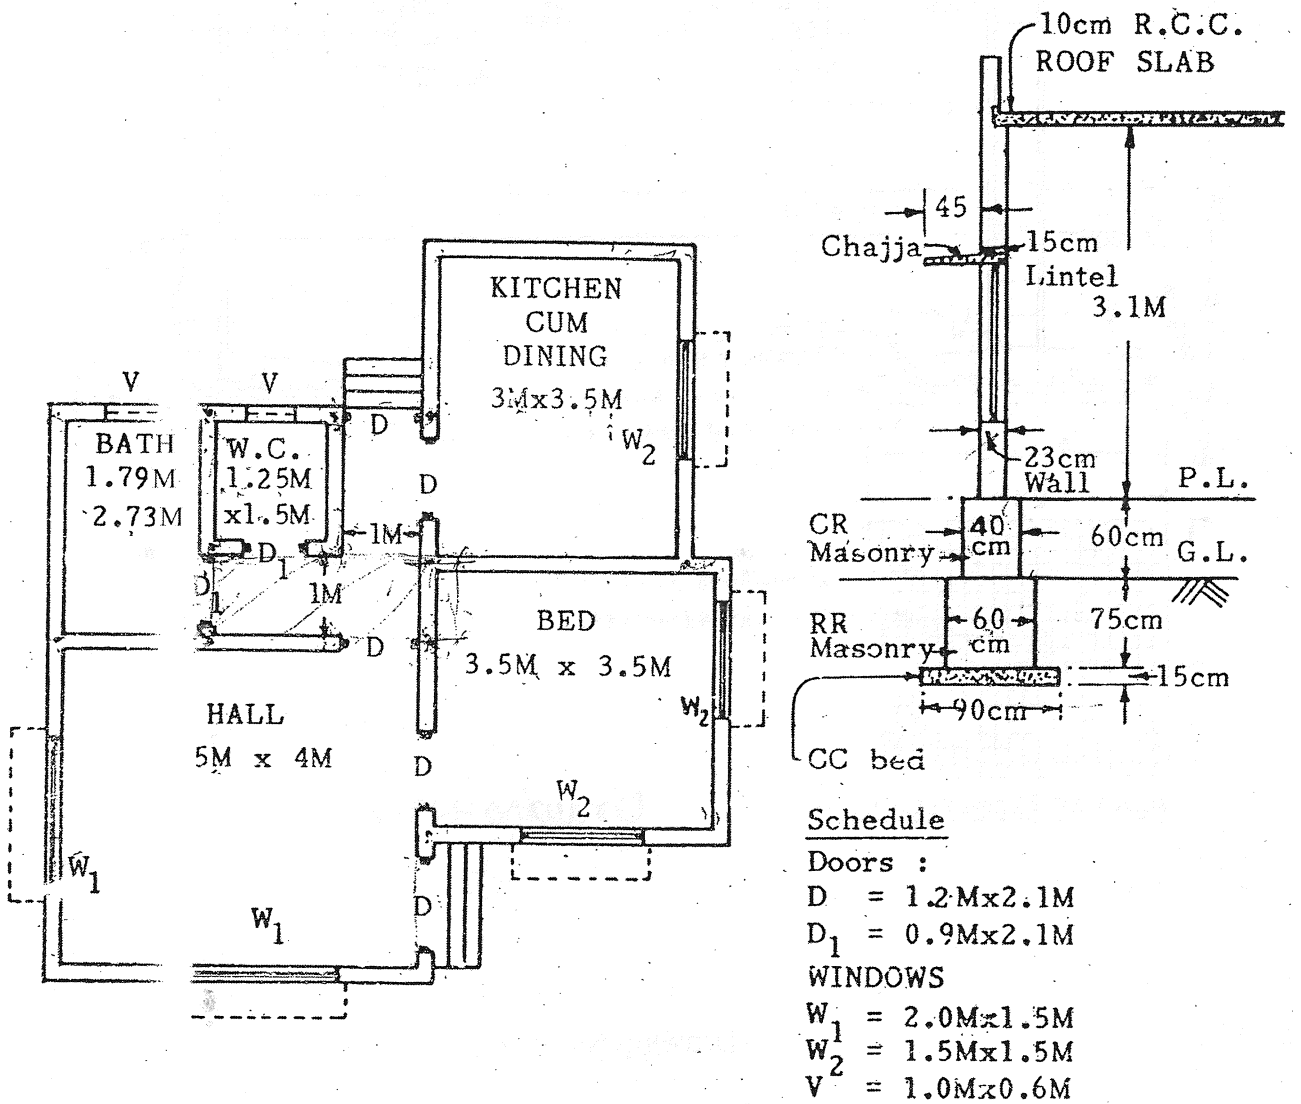 KITCHEN
CUM
DINING
3Mx3.5M
W2
V
V
D
BATH
1.79M
2.73M
W.C.
1.25M
x1.5M
D
1M
D1
D1
1M
D
BED
3.5M x 3.5M
W2
HALL
5M x 4M
D
W2
W1
W1
D
10cm R.C.C.
ROOF SLAB
45
Chajja
15cm
Lintel
3.1M
23cm
Wall
P.L.
CR
Masonry
40
cm
60cm
G.L.
RR
Masonry
60
cm
75cm
15cm
90cm
CC bed
Schedule
Doors :
D = 1.2Mx2.1M
D1 = 0.9Mx2.1M
WINDOWS
W1 = 2.0Mx1.5M
W2 = 1.5Mx1.5M
V = 1.0Mx0.6M